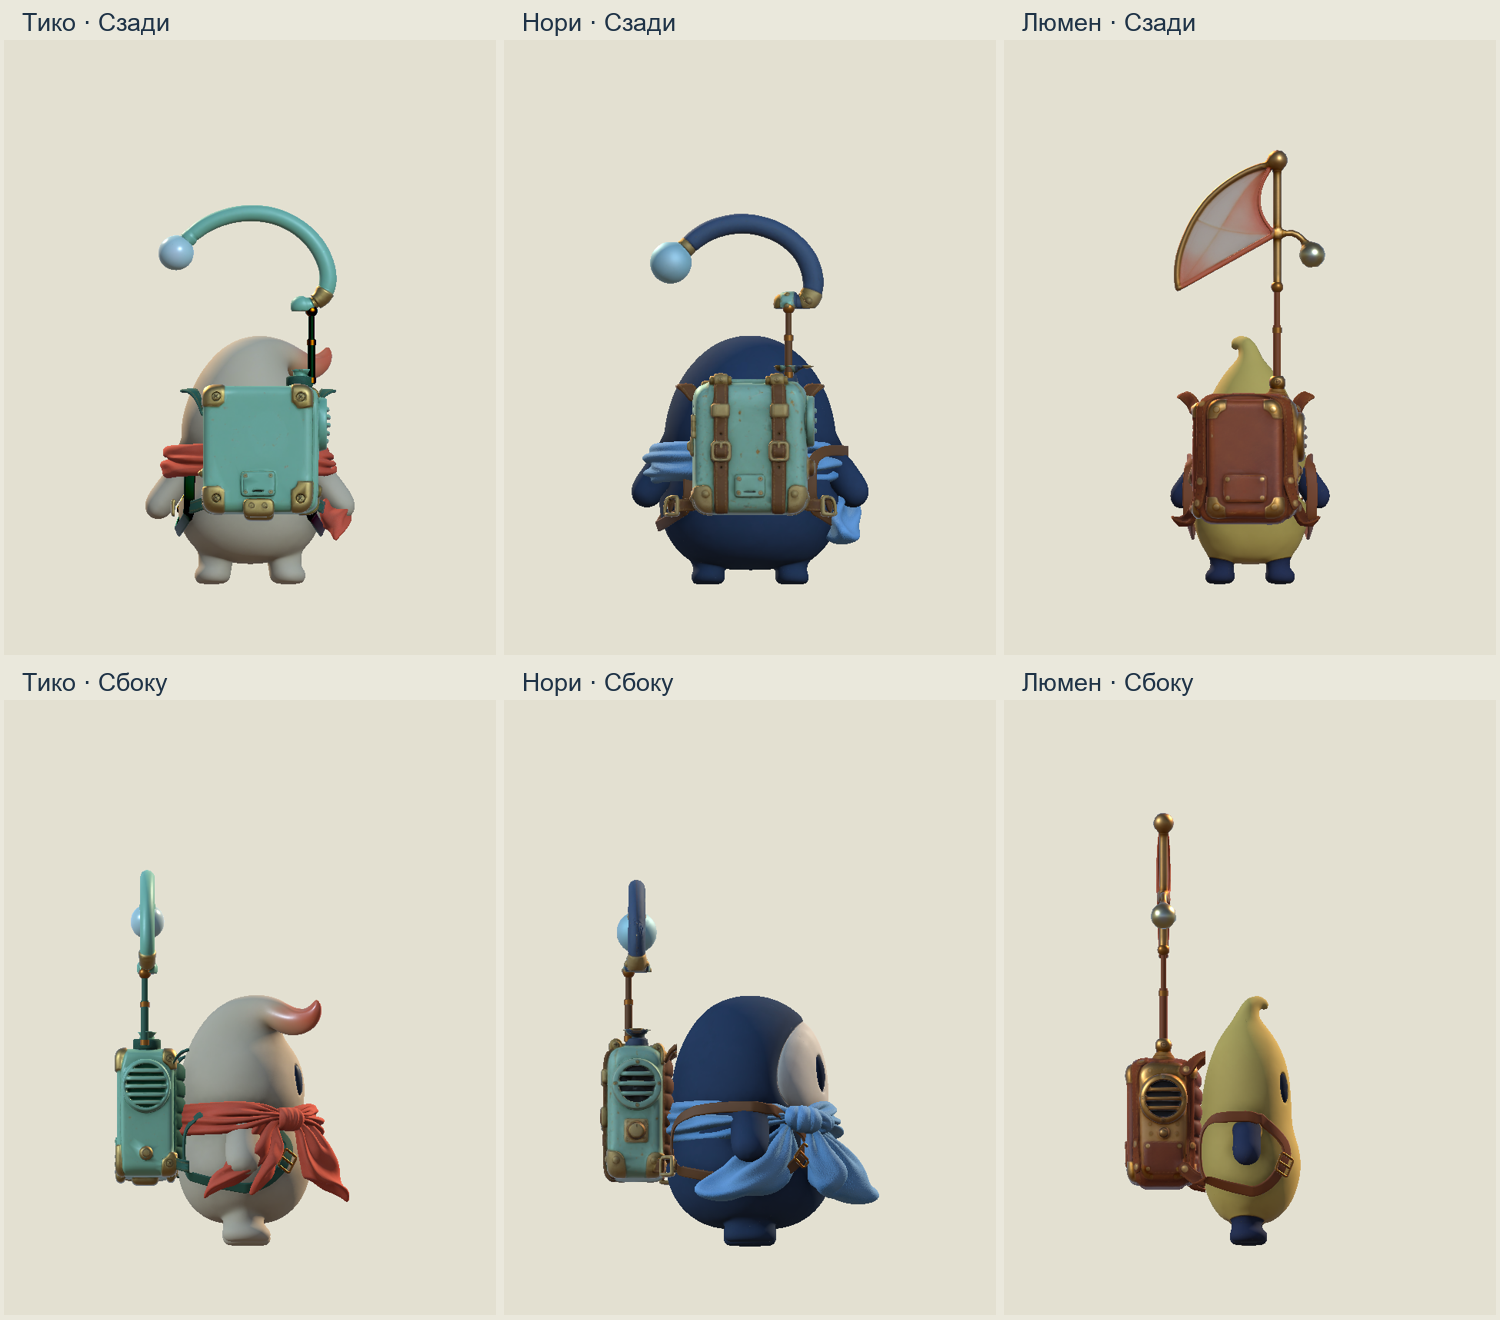 Тико · Сзади
Нори · Сзади
Люмен · Сзади
Тико · Сбоку
Нори · Сбоку
Люмен · Сбоку